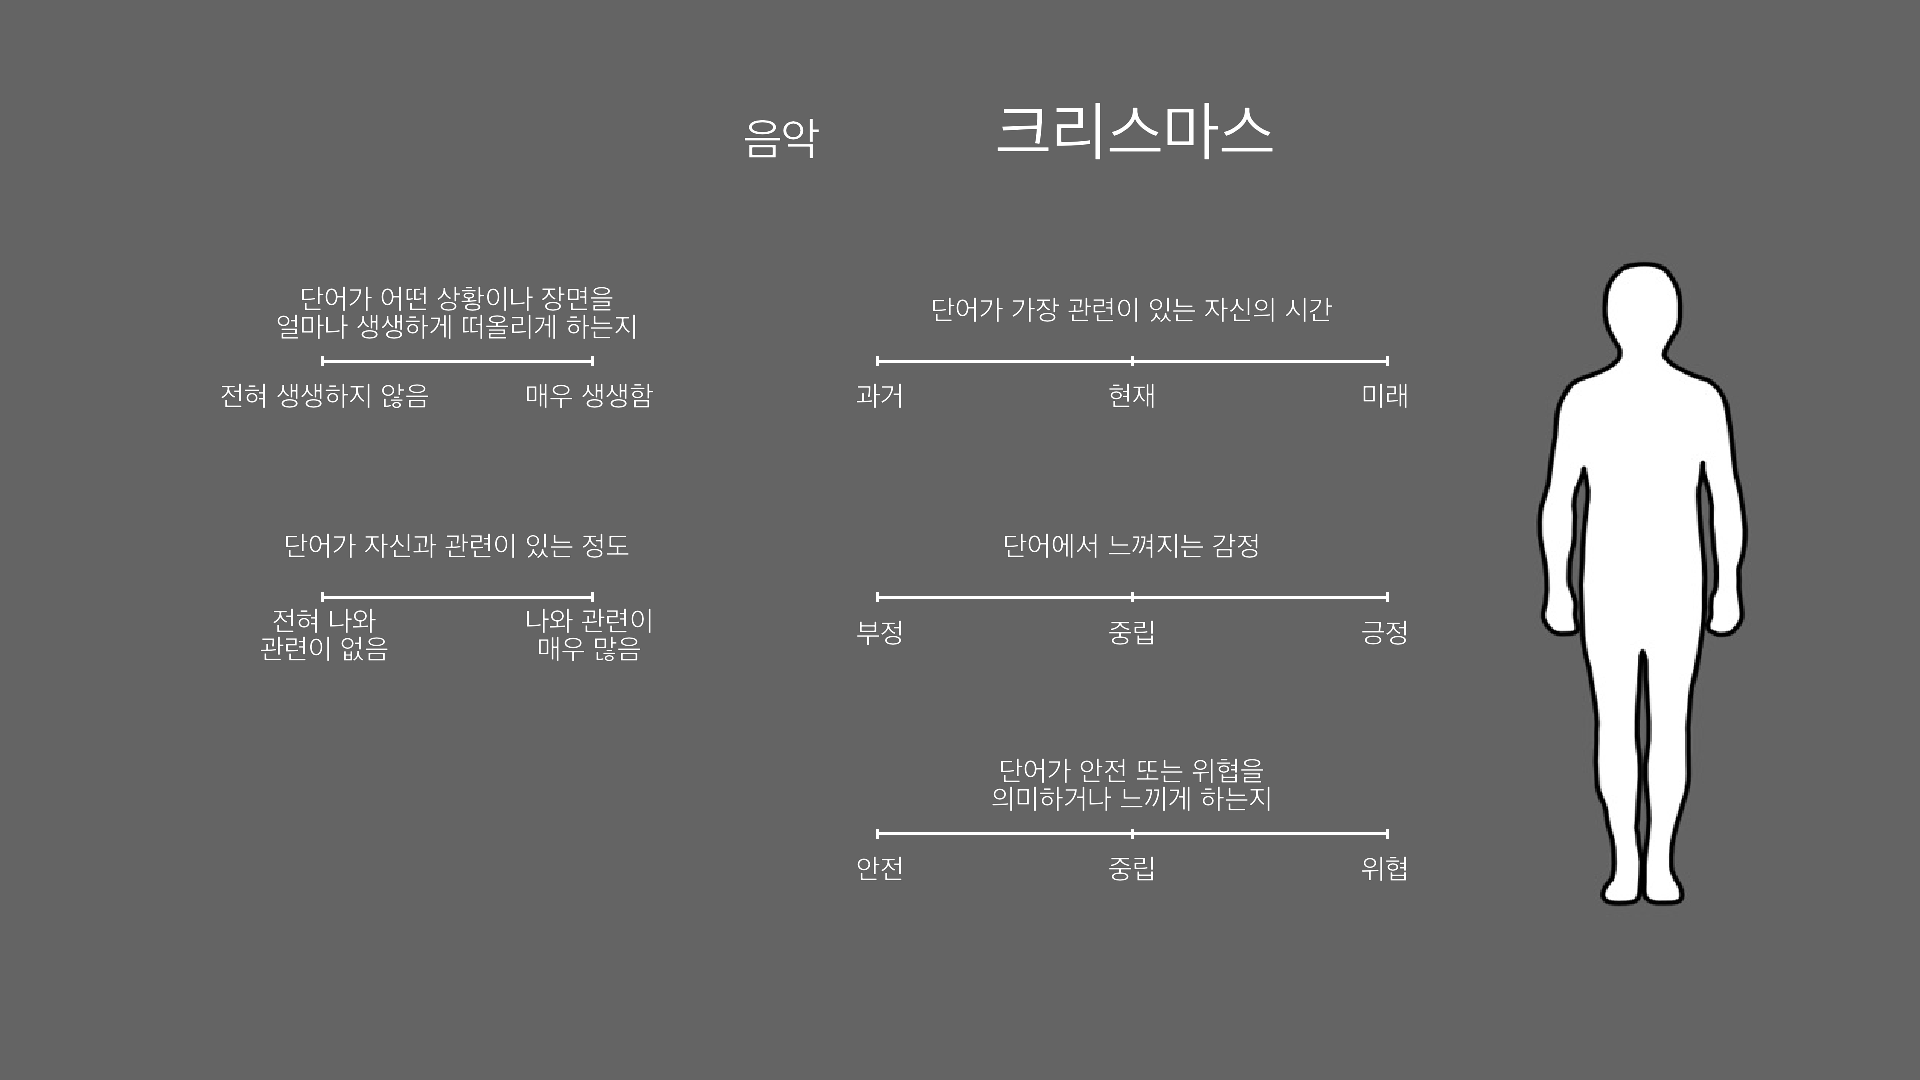 음악 크리스마스
단어가 어떤 상황이나 장면을
얼마나 생생하게 떠올리게 하는지
전혀 생생하지 않음 매우 생생함
단어가 가장 관련이 있는 자신의 시간
과거 현재 미래
단어가 자신과 관련이 있는 정도
전혀 나와
관련이 없음
나와 관련이
매우 많음
단어에서 느껴지는 감정
부정 중립 긍정
단어가 안전 또는 위협을
의미하거나 느끼게 하는지
안전 중립 위협